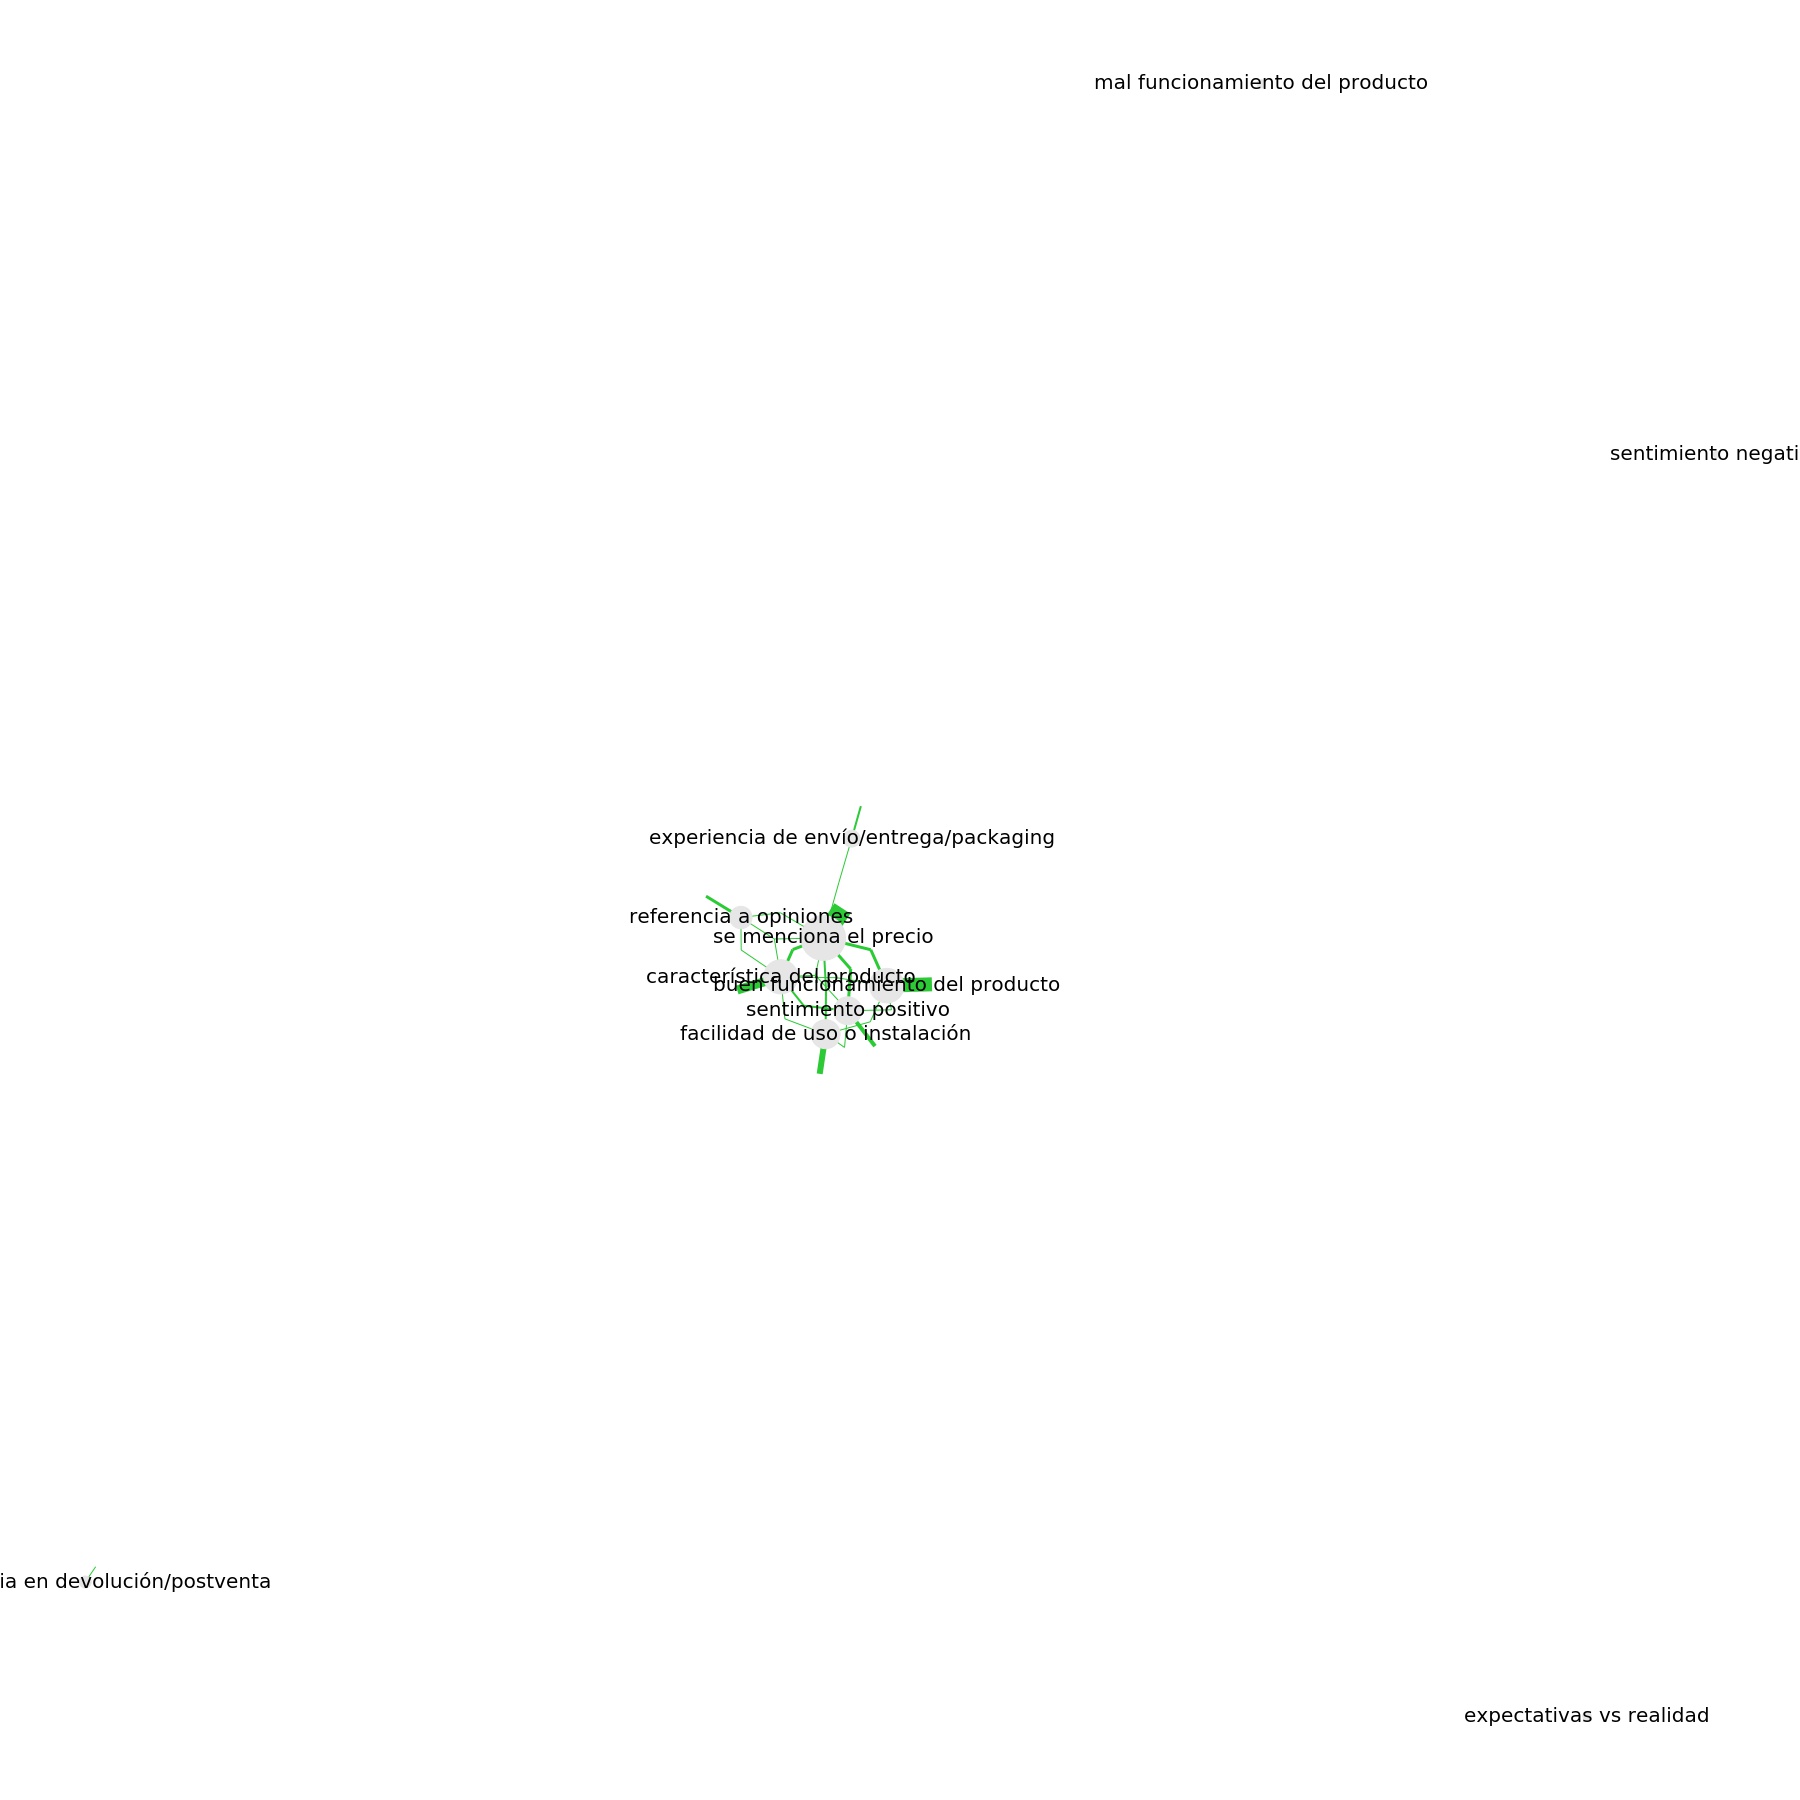 mal funcionamiento del producto
sentimiento negati
experiencia de envío/entrega/packaging
referencia a opiniones
se menciona el precio
característica del producto
buen funcionamiento del producto
sentimiento positivo
facilidad de uso o instalación
ia en devolución/postventa
expectativas vs realidad